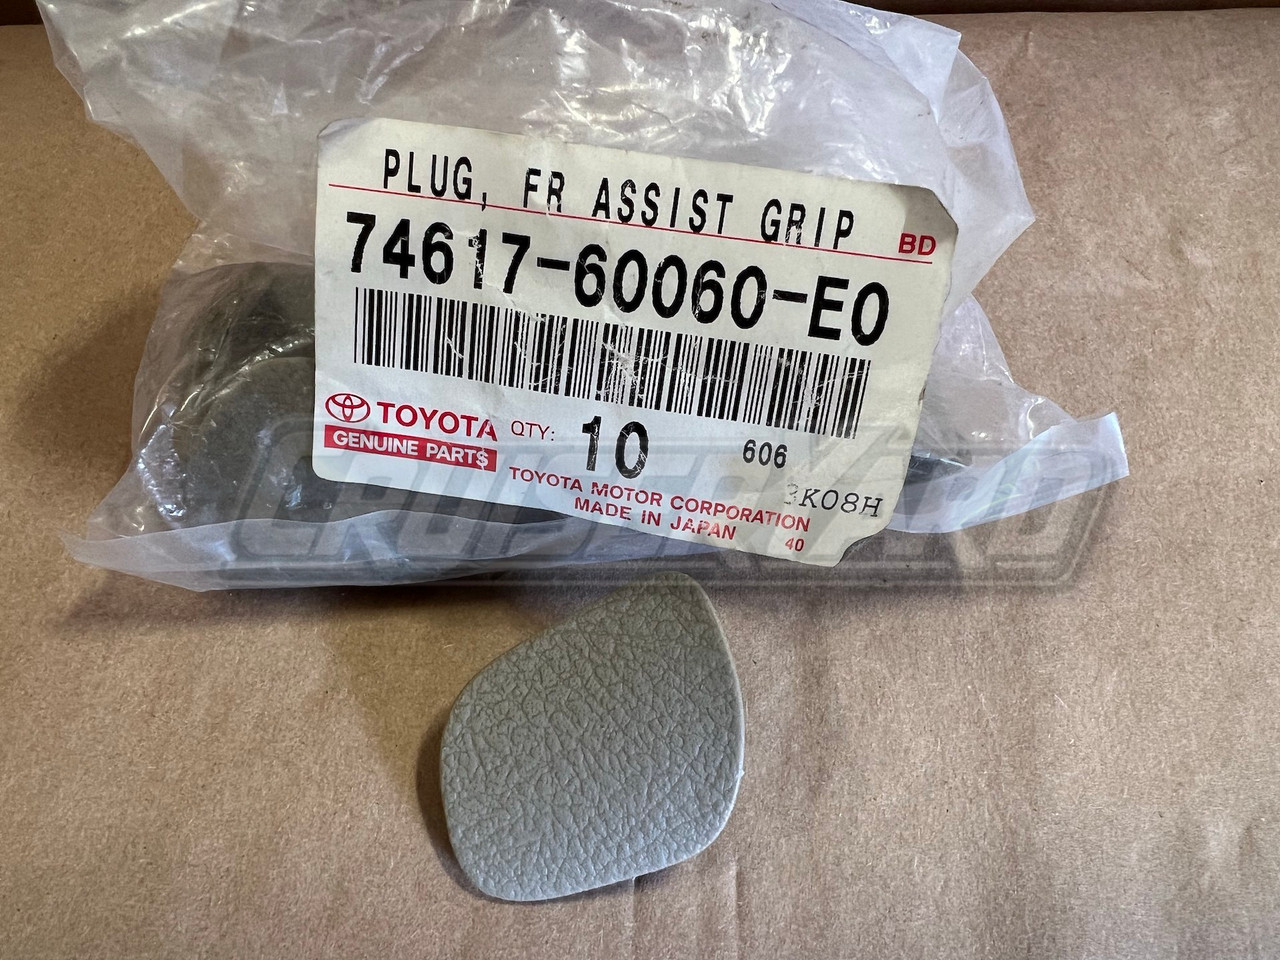 PLUG, FR ASSIST GRIP
BD
74617-60060-E0
TOYOTA
GENUINE PARTS
QTY: 10
606
TOYOTA MOTOR CORPORATION
MADE IN JAPAN
40
3K08H
CRUISERYARD